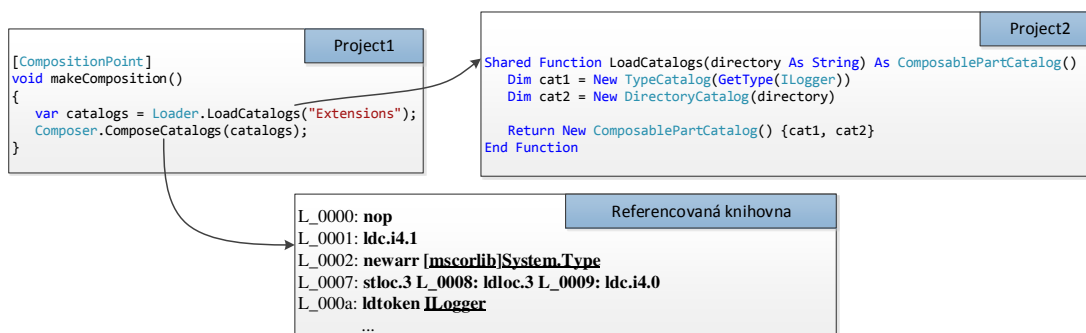 Project1
[CompositionPoint]
void makeComposition()
{
var catalogs = Loader.LoadCatalogs("Extensions");
Composer.ComposeCatalogs(catalogs);
}
Project2
Shared Function LoadCatalogs(directory As String) As ComposablePartCatalog()
Dim cat1 = New TypeCatalog(GetType(ILogger))
Dim cat2 = New DirectoryCatalog(directory)
Return New ComposablePartCatalog() {cat1, cat2}
End Function
Referencovaná knihovna
L_0000: nop
L_0001: ldc.i4.1
L_0002: newarr [mscorlib]System.Type
L_0007: stloc.3 L_0008: ldloc.3 L_0009: ldc.i4.0
L_000a: ldtoken ILogger
...